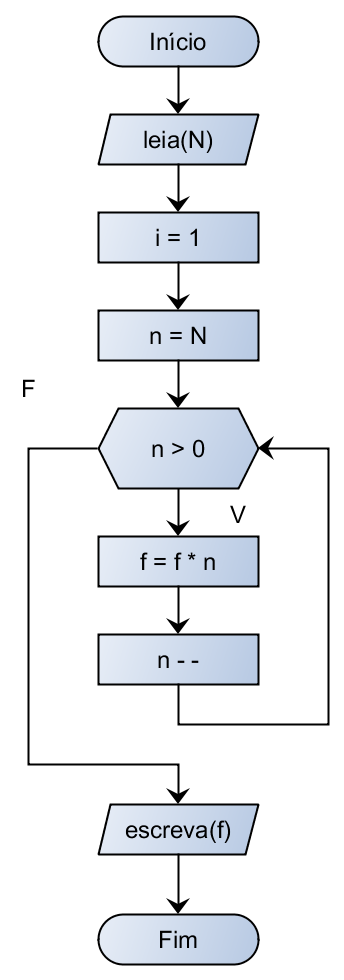 Início
leia(N)
i = 1
n = N
F
n > 0
V
f = f * n
n - -
escreva(f)
Fim